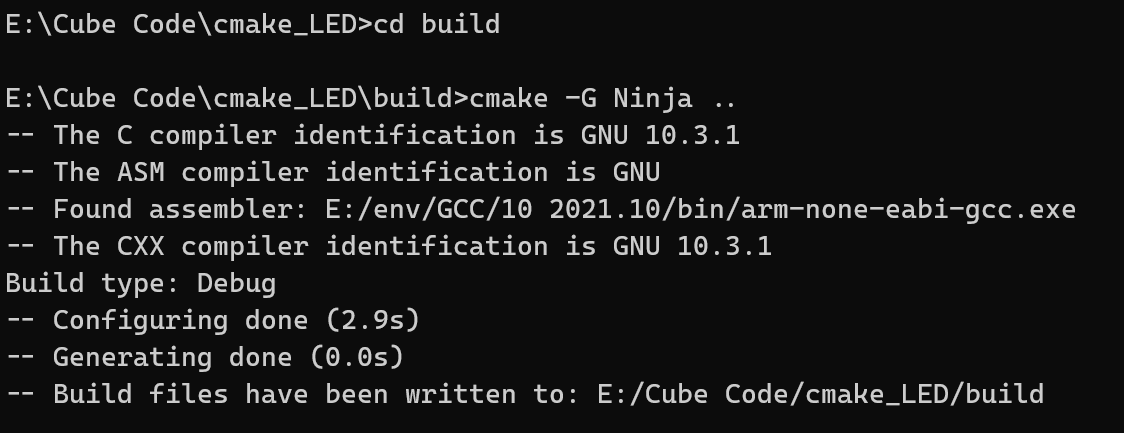 E:\Cube Code\cmake_LED>cd build
E:\Cube Code\cmake_LED\build>cmake -G Ninja ..
-- The C compiler identification is GNU 10.3.1
-- The ASM compiler identification is GNU
-- Found assembler: E:/env/GCC/10 2021.10/bin/arm-none-eabi-gcc.exe
-- The CXX compiler identification is GNU 10.3.1
Build type: Debug
-- Configuring done (2.9s)
-- Generating done (0.0s)
-- Build files have been written to: E:/Cube Code/cmake_LED/build